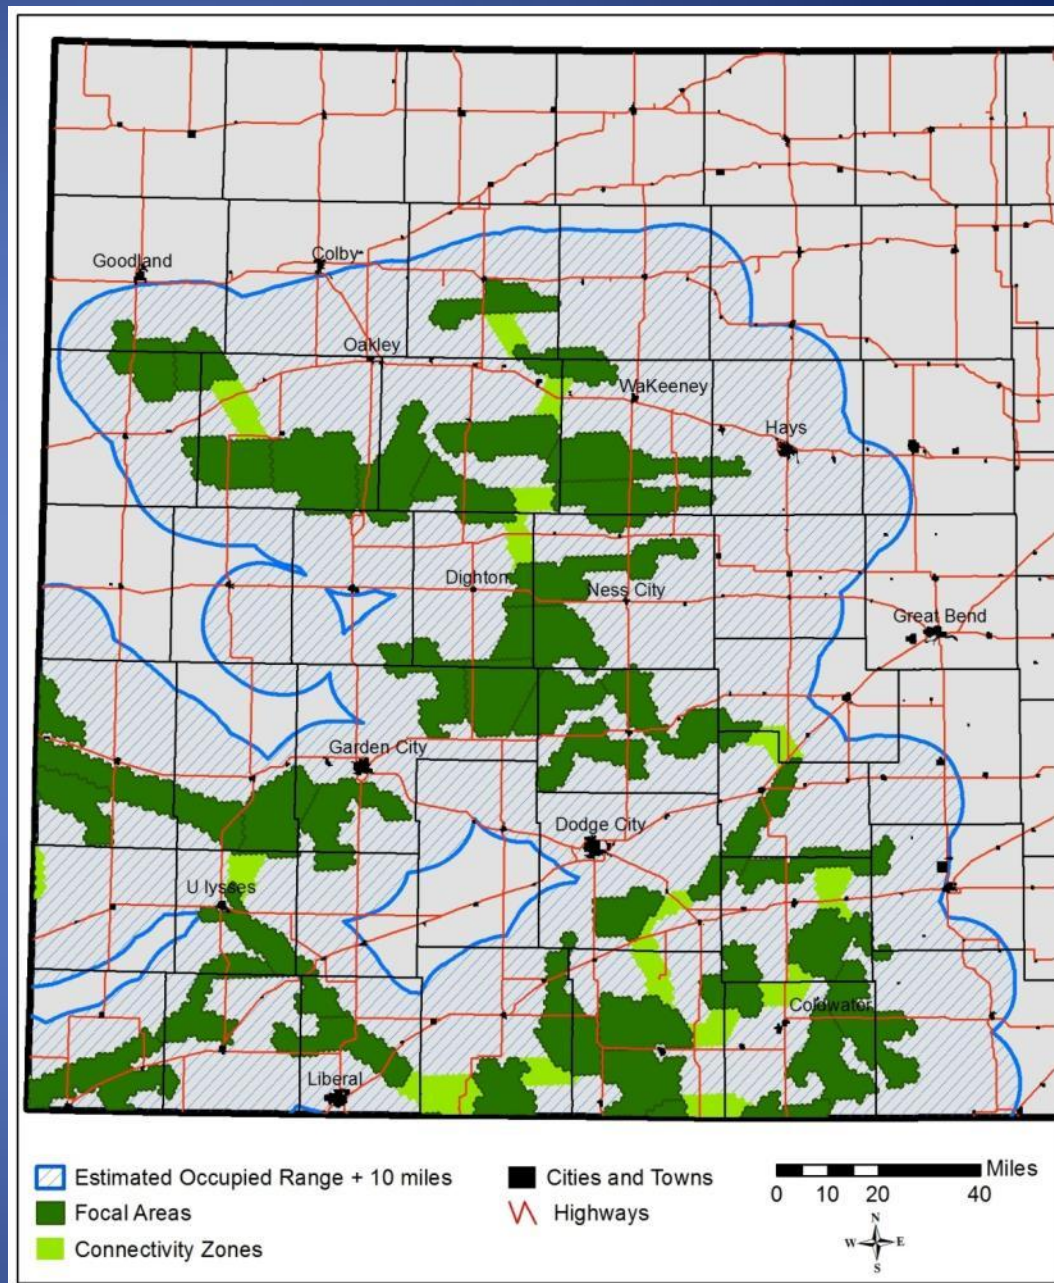 Goodland
Colby
Oakley
WaKeeney
Hays
Dighton
Ness City
Great Bend
Garden City
Dodge City
U lysses
Coldwater
Liberal
Estimated Occupied Range + 10 miles
Focal Areas
Connectivity Zones
Cities and Towns
Highways
Miles
0 10 20 40
N
W E
S